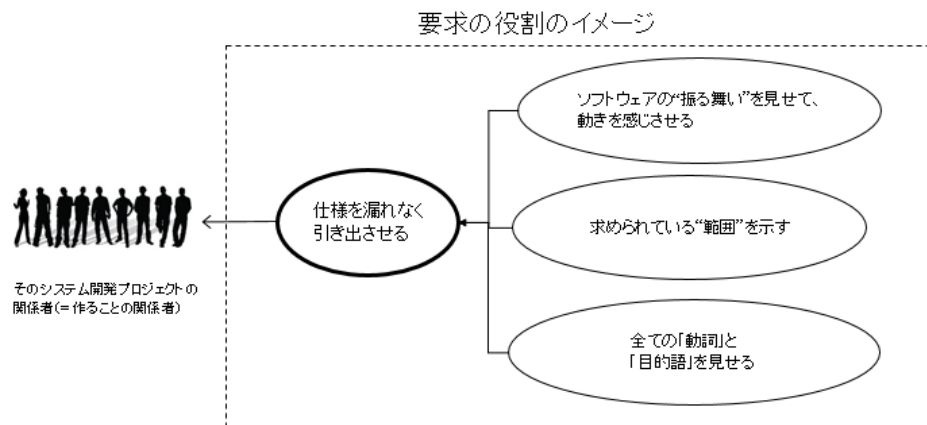 要求の役割のイメージ
ソフトウェアの“振る舞い”を見せて、
動きを感じさせる
仕様を漏れなく
引き出させる
求められている“範囲”を示す
そのシステム開発プロジェクトの
関係者(=作ることの関係者)
全ての「動詞」と
「目的語」を見せる